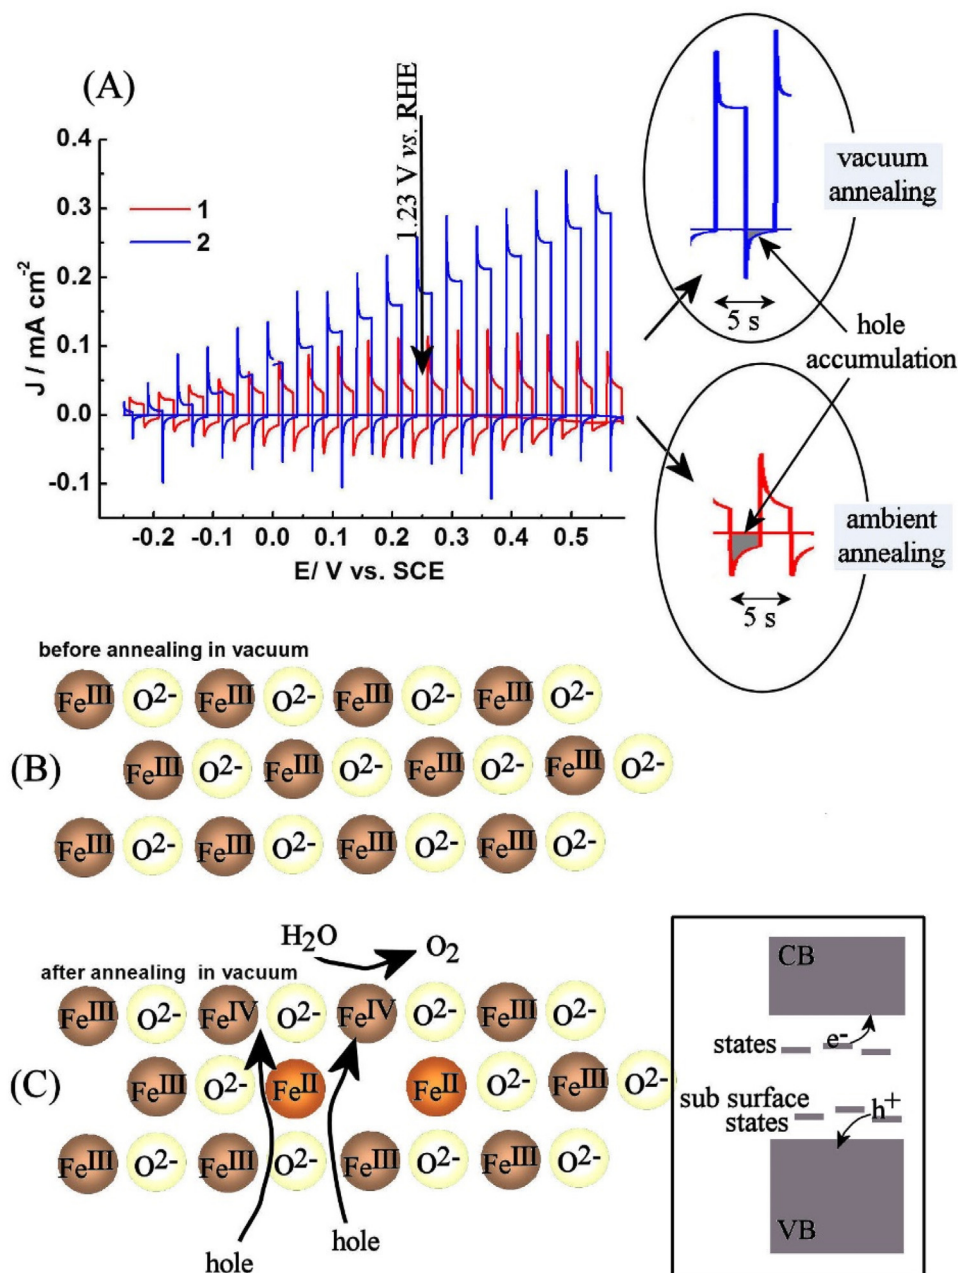 (A)
1.23 V vs. RHE
0.4
0.3
0.2
0.1
0.0
-0.1
J / mA cm-2
1
2
-0.2
-0.1
0.0
0.1
0.2
0.3
0.4
0.5
E/ V vs. SCE
vacuum
annealing
5 s
hole
accumulation
ambient
annealing
5 s
before annealing in vacuum
FeIII O2- FeIII O2- FeIII O2- FeIII O2-
(B)
FeIII O2- FeIII O2- FeIII O2- FeIII O2-
FeIII O2- FeIII O2- FeIII O2- FeIII O2-
H2O
O2
after annealing in vacuum
FeIII O2- FeIV O2- FeIV O2- FeIII O2-
(C)
FeIII O2- FeII FeII O2- FeIII O2-
FeIII O2- FeIII O2- FeIII O2- FeIII O2-
hole
hole
CB
states
e-
sub surface
states
h+
VB